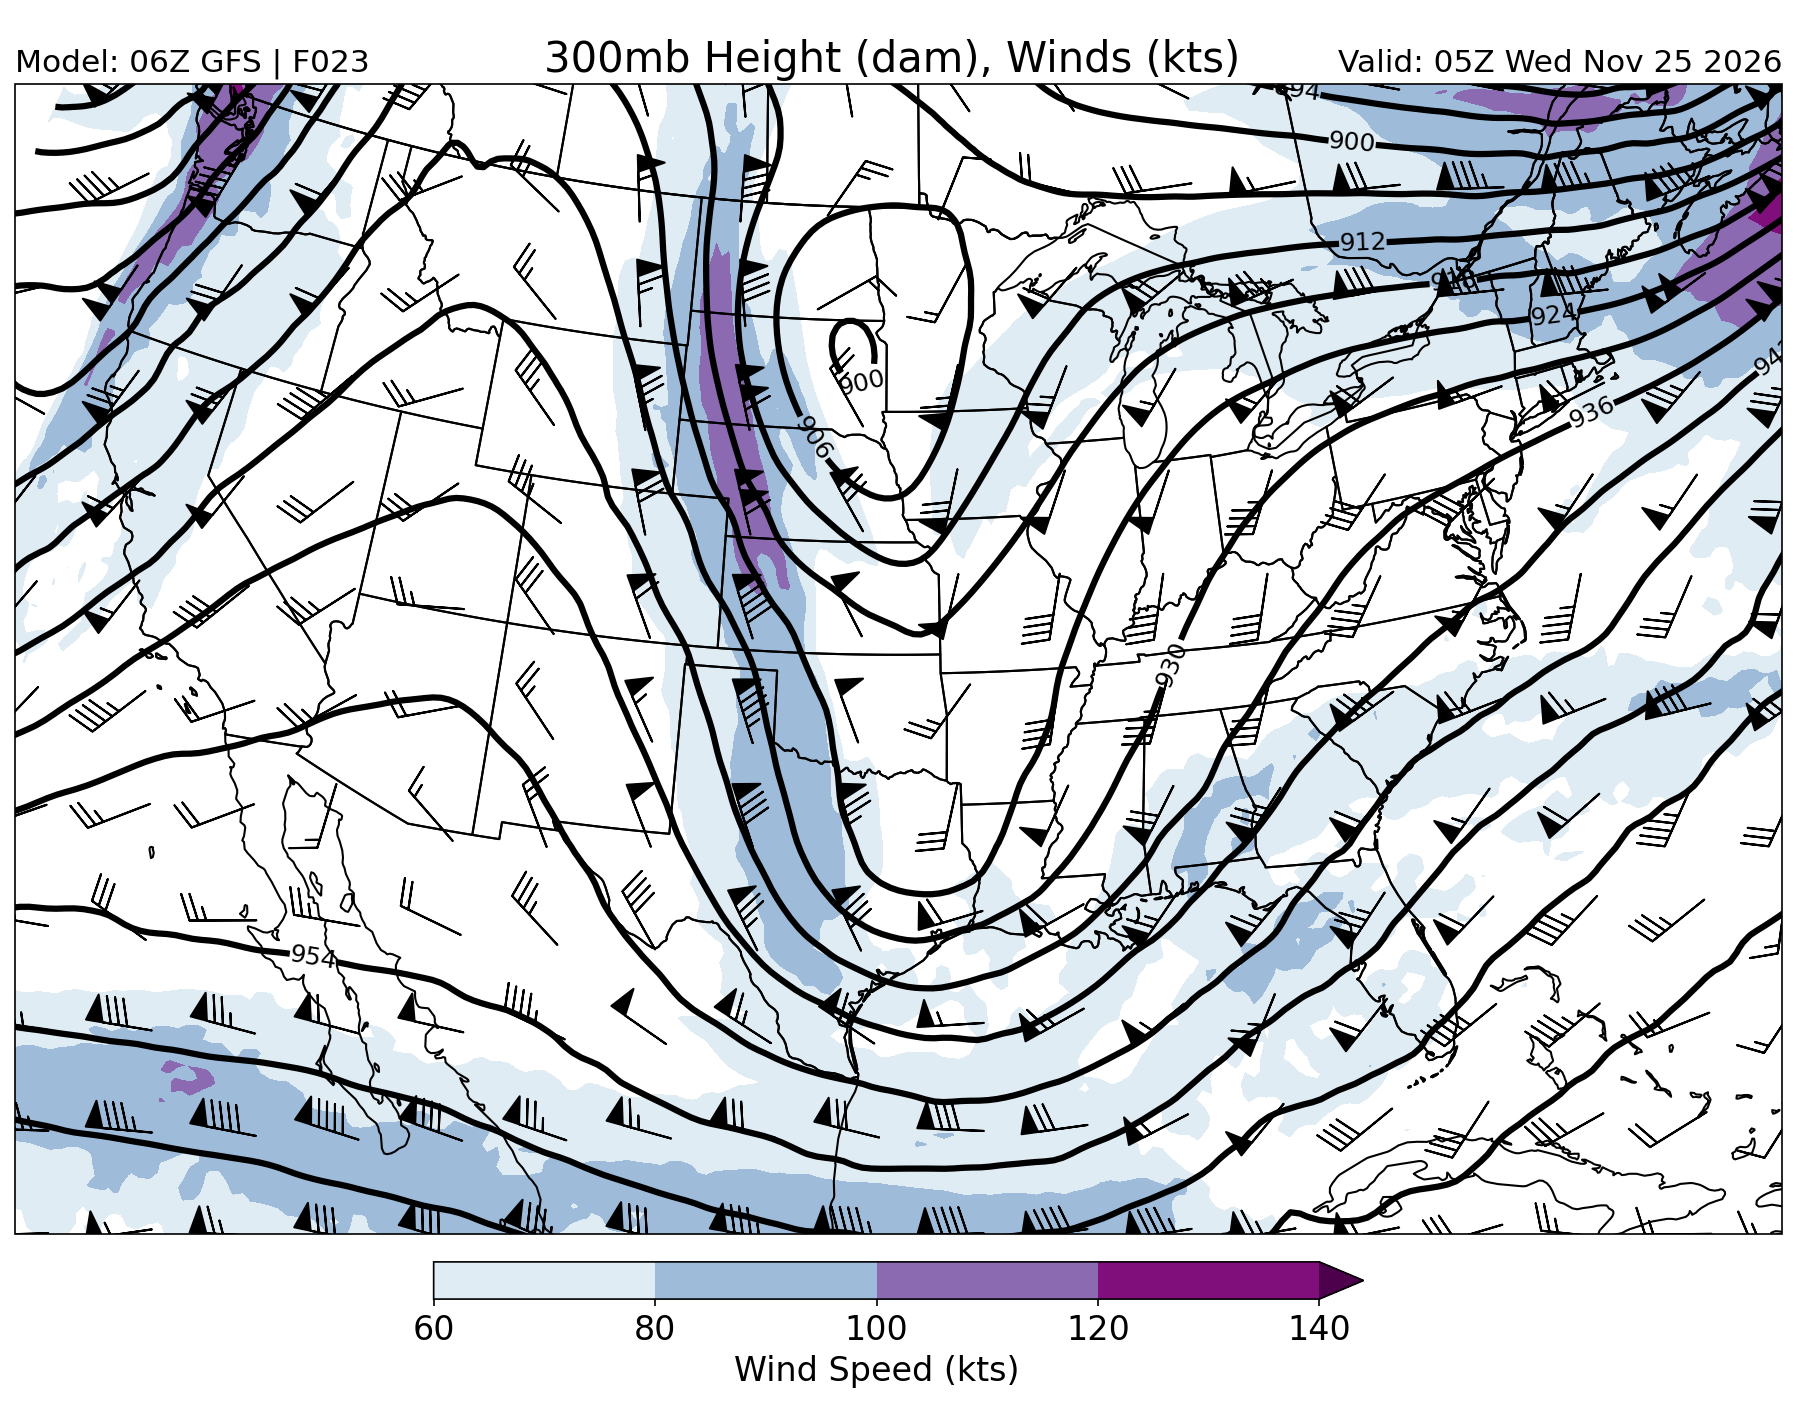 Model: 06Z GFS | F023
300mb Height (dam), Winds (kts)
Valid: 05Z Wed Nov 25 2026
894
900
912
918
924
942
936
900
906
930
954
60 80 100 120 140
Wind Speed (kts)